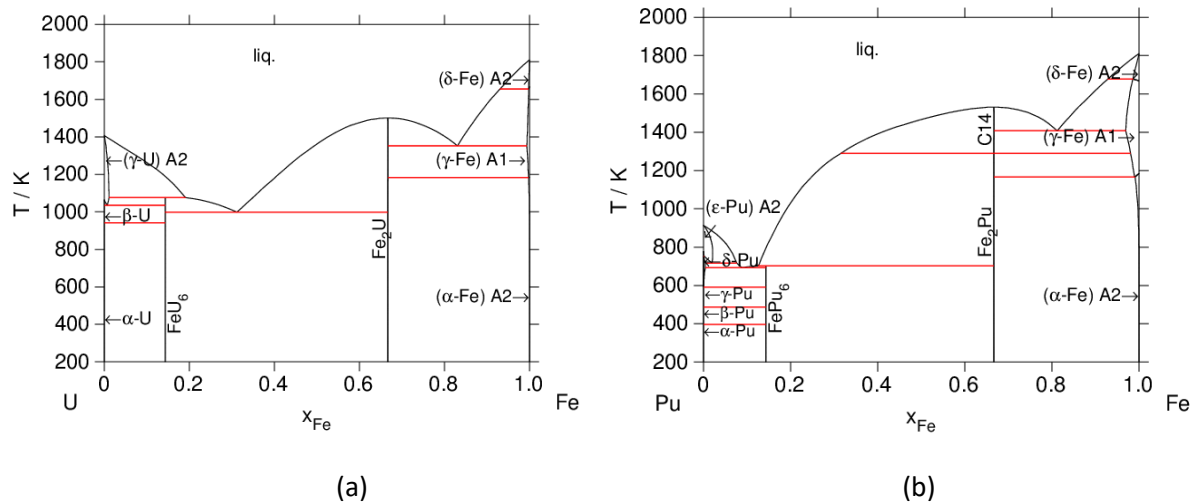 2000
1800
1600
1400
1200
1000
800
600
400
200
T / K
liq.
(δ-Fe) A2
(γ-U) A2
(γ-Fe) A1
β-U
Fe₂U
α-U
FeU₆
(α-Fe) A2
0 0.2 0.4 0.6 0.8 1.0
U Fe
xFe
(a)
2000
1800
1600
1400
1200
1000
800
600
400
200
T / K
liq.
(δ-Fe) A2
C14
(γ-Fe) A1
(ε-Pu) A2
Fe₂Pu
δ-Pu
γ-Pu
β-Pu
α-Pu
FePu₆
(α-Fe) A2
0 0.2 0.4 0.6 0.8 1.0
Pu Fe
xFe
(b)